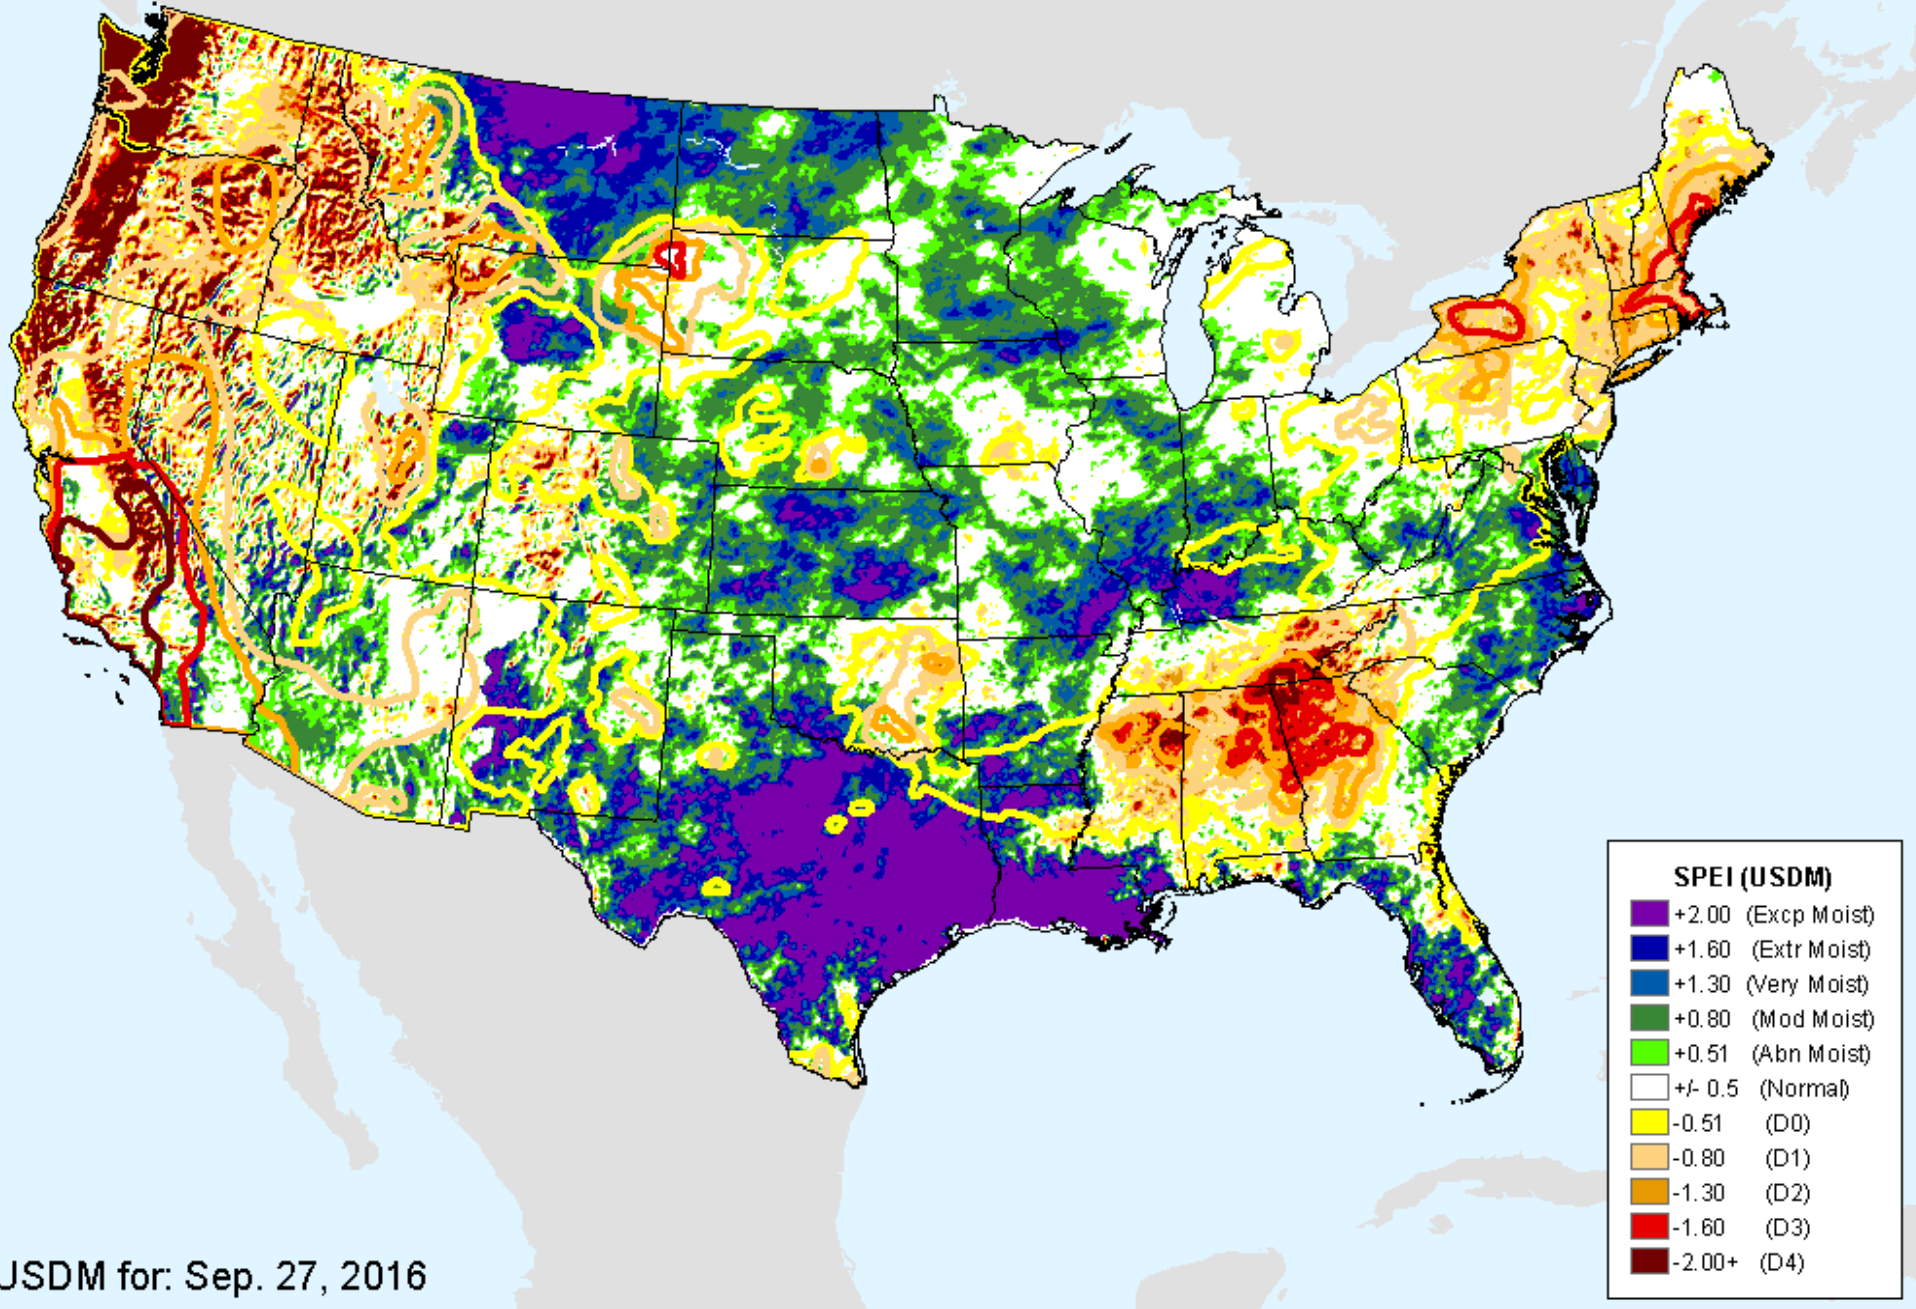 SPEI (USDM)
+2.00 (Excp Moist)
+1.60 (Extr Moist)
+1.30 (Very Moist)
+0.80 (Mod Moist)
+0.51 (Abn Moist)
+/- 0.5 (Normal)
-0.51 (D0)
-0.80 (D1)
-1.30 (D2)
-1.60 (D3)
-2.00+ (D4)
USDM for: Sep. 27, 2016